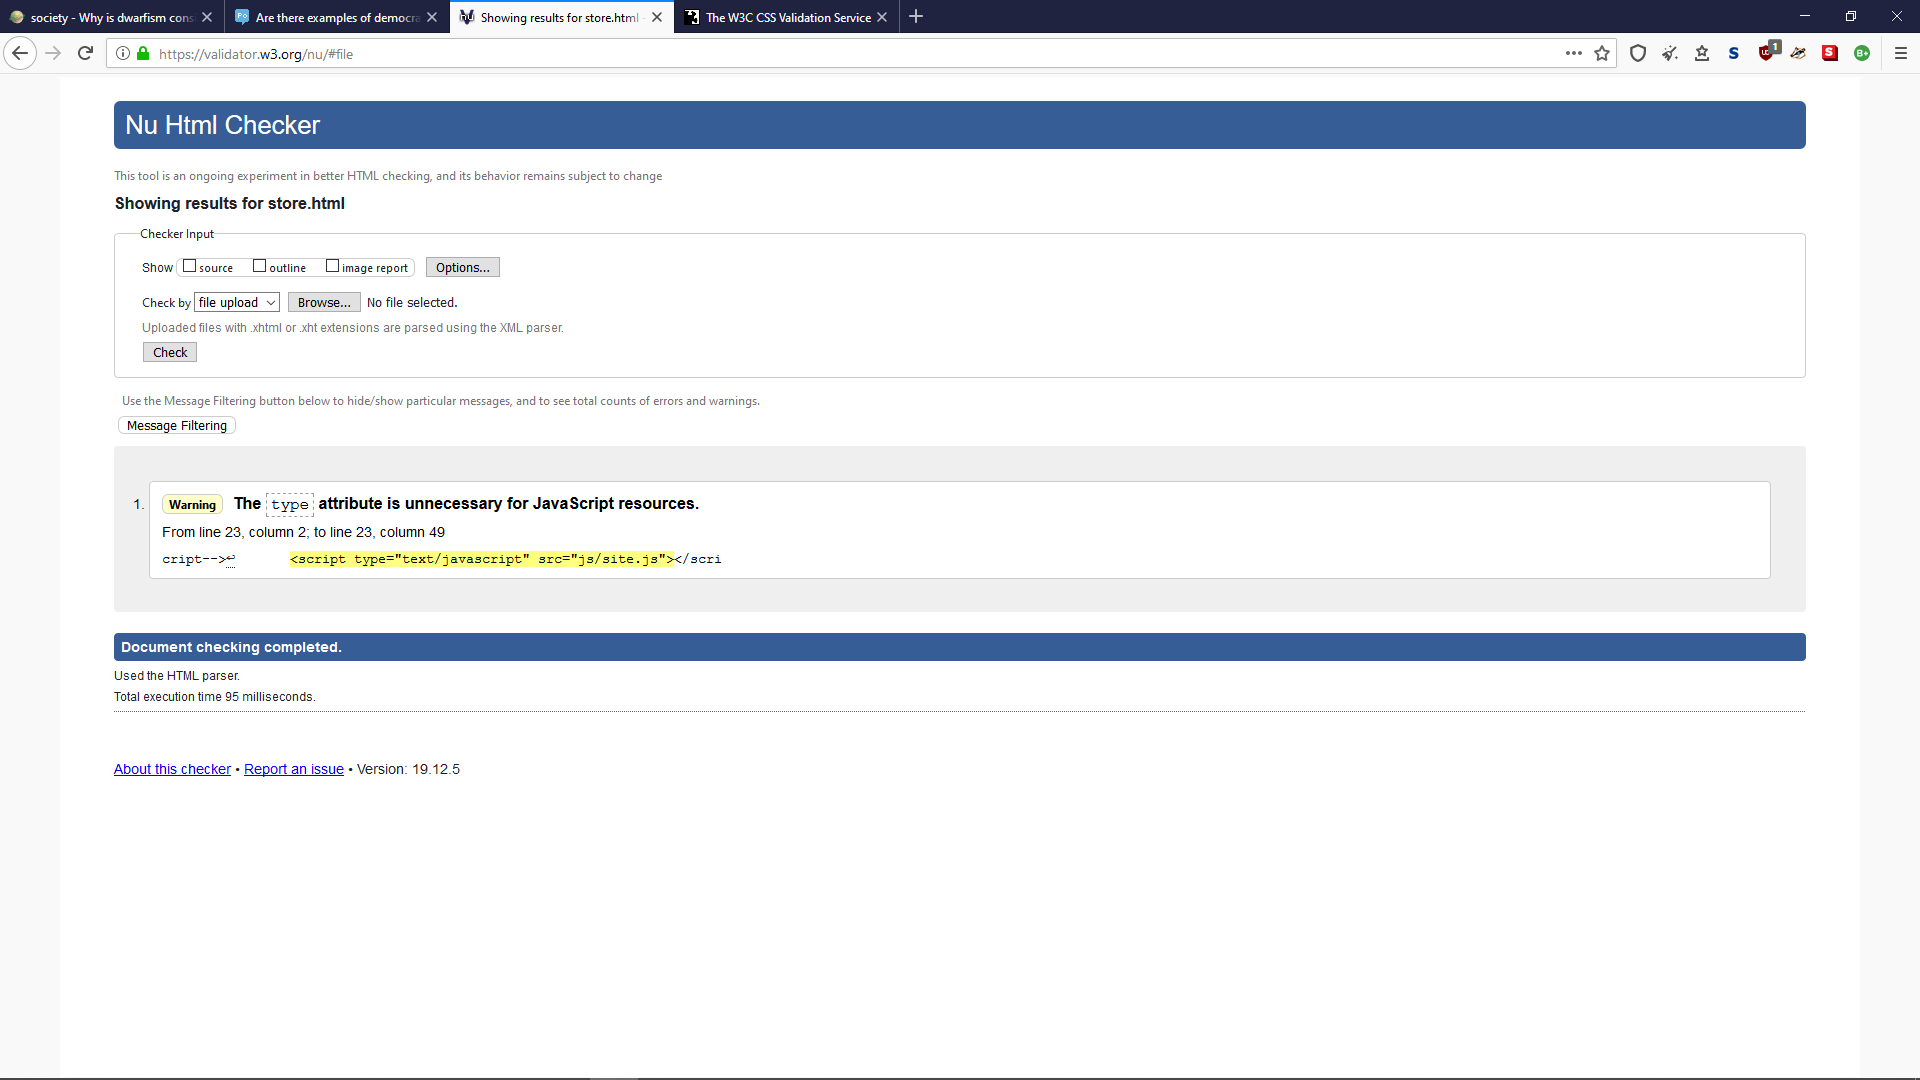 society - Why is dwarfism cons
Are there examples of democra
Showing results for store.html -
The W3C CSS Validation Service
https://validator.w3.org/nu/#file
S
1
S
B+
Nu Html Checker
This tool is an ongoing experiment in better HTML checking, and its behavior remains subject to change
Showing results for store.html
Checker Input
Show source outline image report Options...
Check by file upload Browse... No file selected.
Uploaded files with .xhtml or .xht extensions are parsed using the XML parser.
Check
Use the Message Filtering button below to hide/show particular messages, and to see total counts of errors and warnings.
Message Filtering
1. Warning The type attribute is unnecessary for JavaScript resources.
From line 23, column 2; to line 23, column 49
cript-->↩ <script type="text/javascript" src="js/site.js"></scri
Document checking completed.
Used the HTML parser.
Total execution time 95 milliseconds.
About this checker • Report an issue • Version: 19.12.5